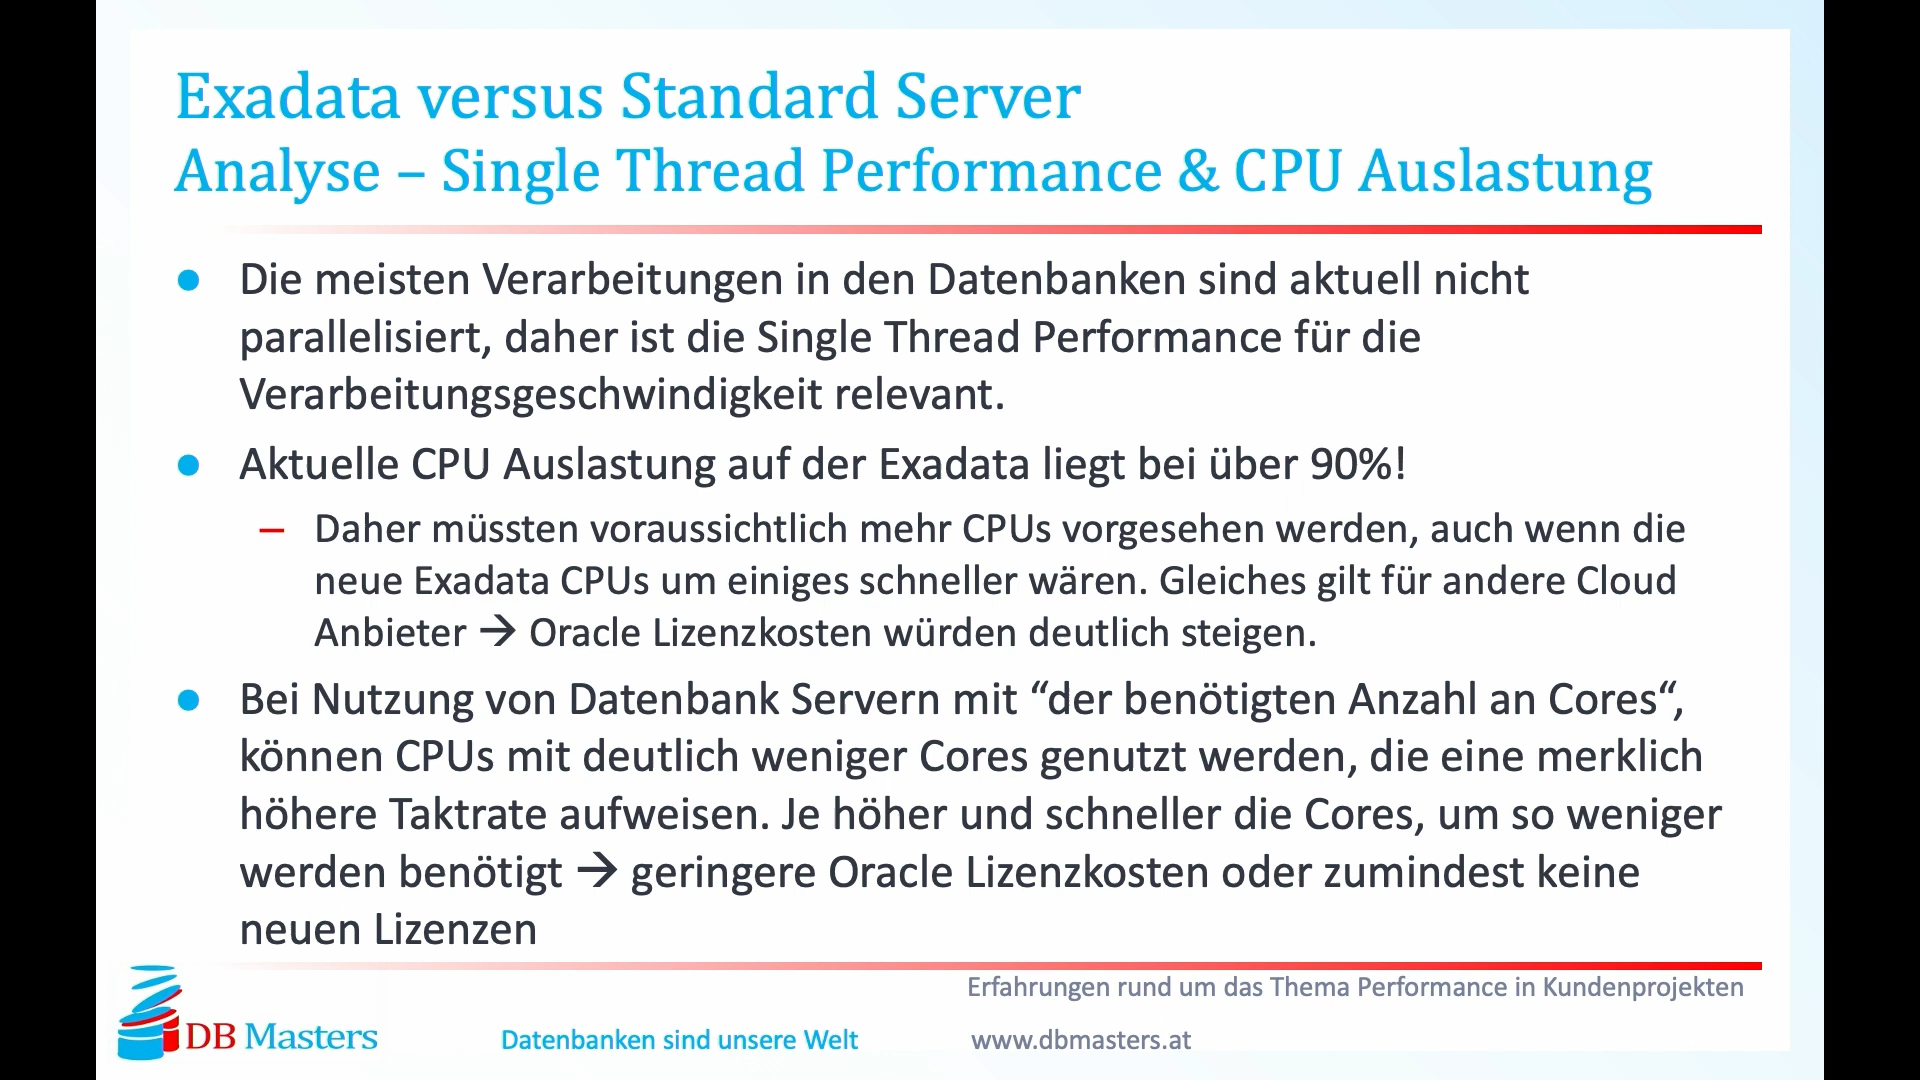 Exadata versus Standard Server
Analyse – Single Thread Performance & CPU Auslastung
● Die meisten Verarbeitungen in den Datenbanken sind aktuell nicht
parallelisiert, daher ist die Single Thread Performance für die
Verarbeitungsgeschwindigkeit relevant.
● Aktuelle CPU Auslastung auf der Exadata liegt bei über 90%!
– Daher müssten voraussichtlich mehr CPUs vorgesehen werden, auch wenn die
neue Exadata CPUs um einiges schneller wären. Gleiches gilt für andere Cloud
Anbieter → Oracle Lizenzkosten würden deutlich steigen.
● Bei Nutzung von Datenbank Servern mit “der benötigten Anzahl an Cores“,
können CPUs mit deutlich weniger Cores genutzt werden, die eine merklich
höhere Taktrate aufweisen. Je höher und schneller die Cores, um so weniger
werden benötigt → geringere Oracle Lizenzkosten oder zumindest keine
neuen Lizenzen
Erfahrungen rund um das Thema Performance in Kundenprojekten
DB Masters
Datenbanken sind unsere Welt
www.dbmasters.at